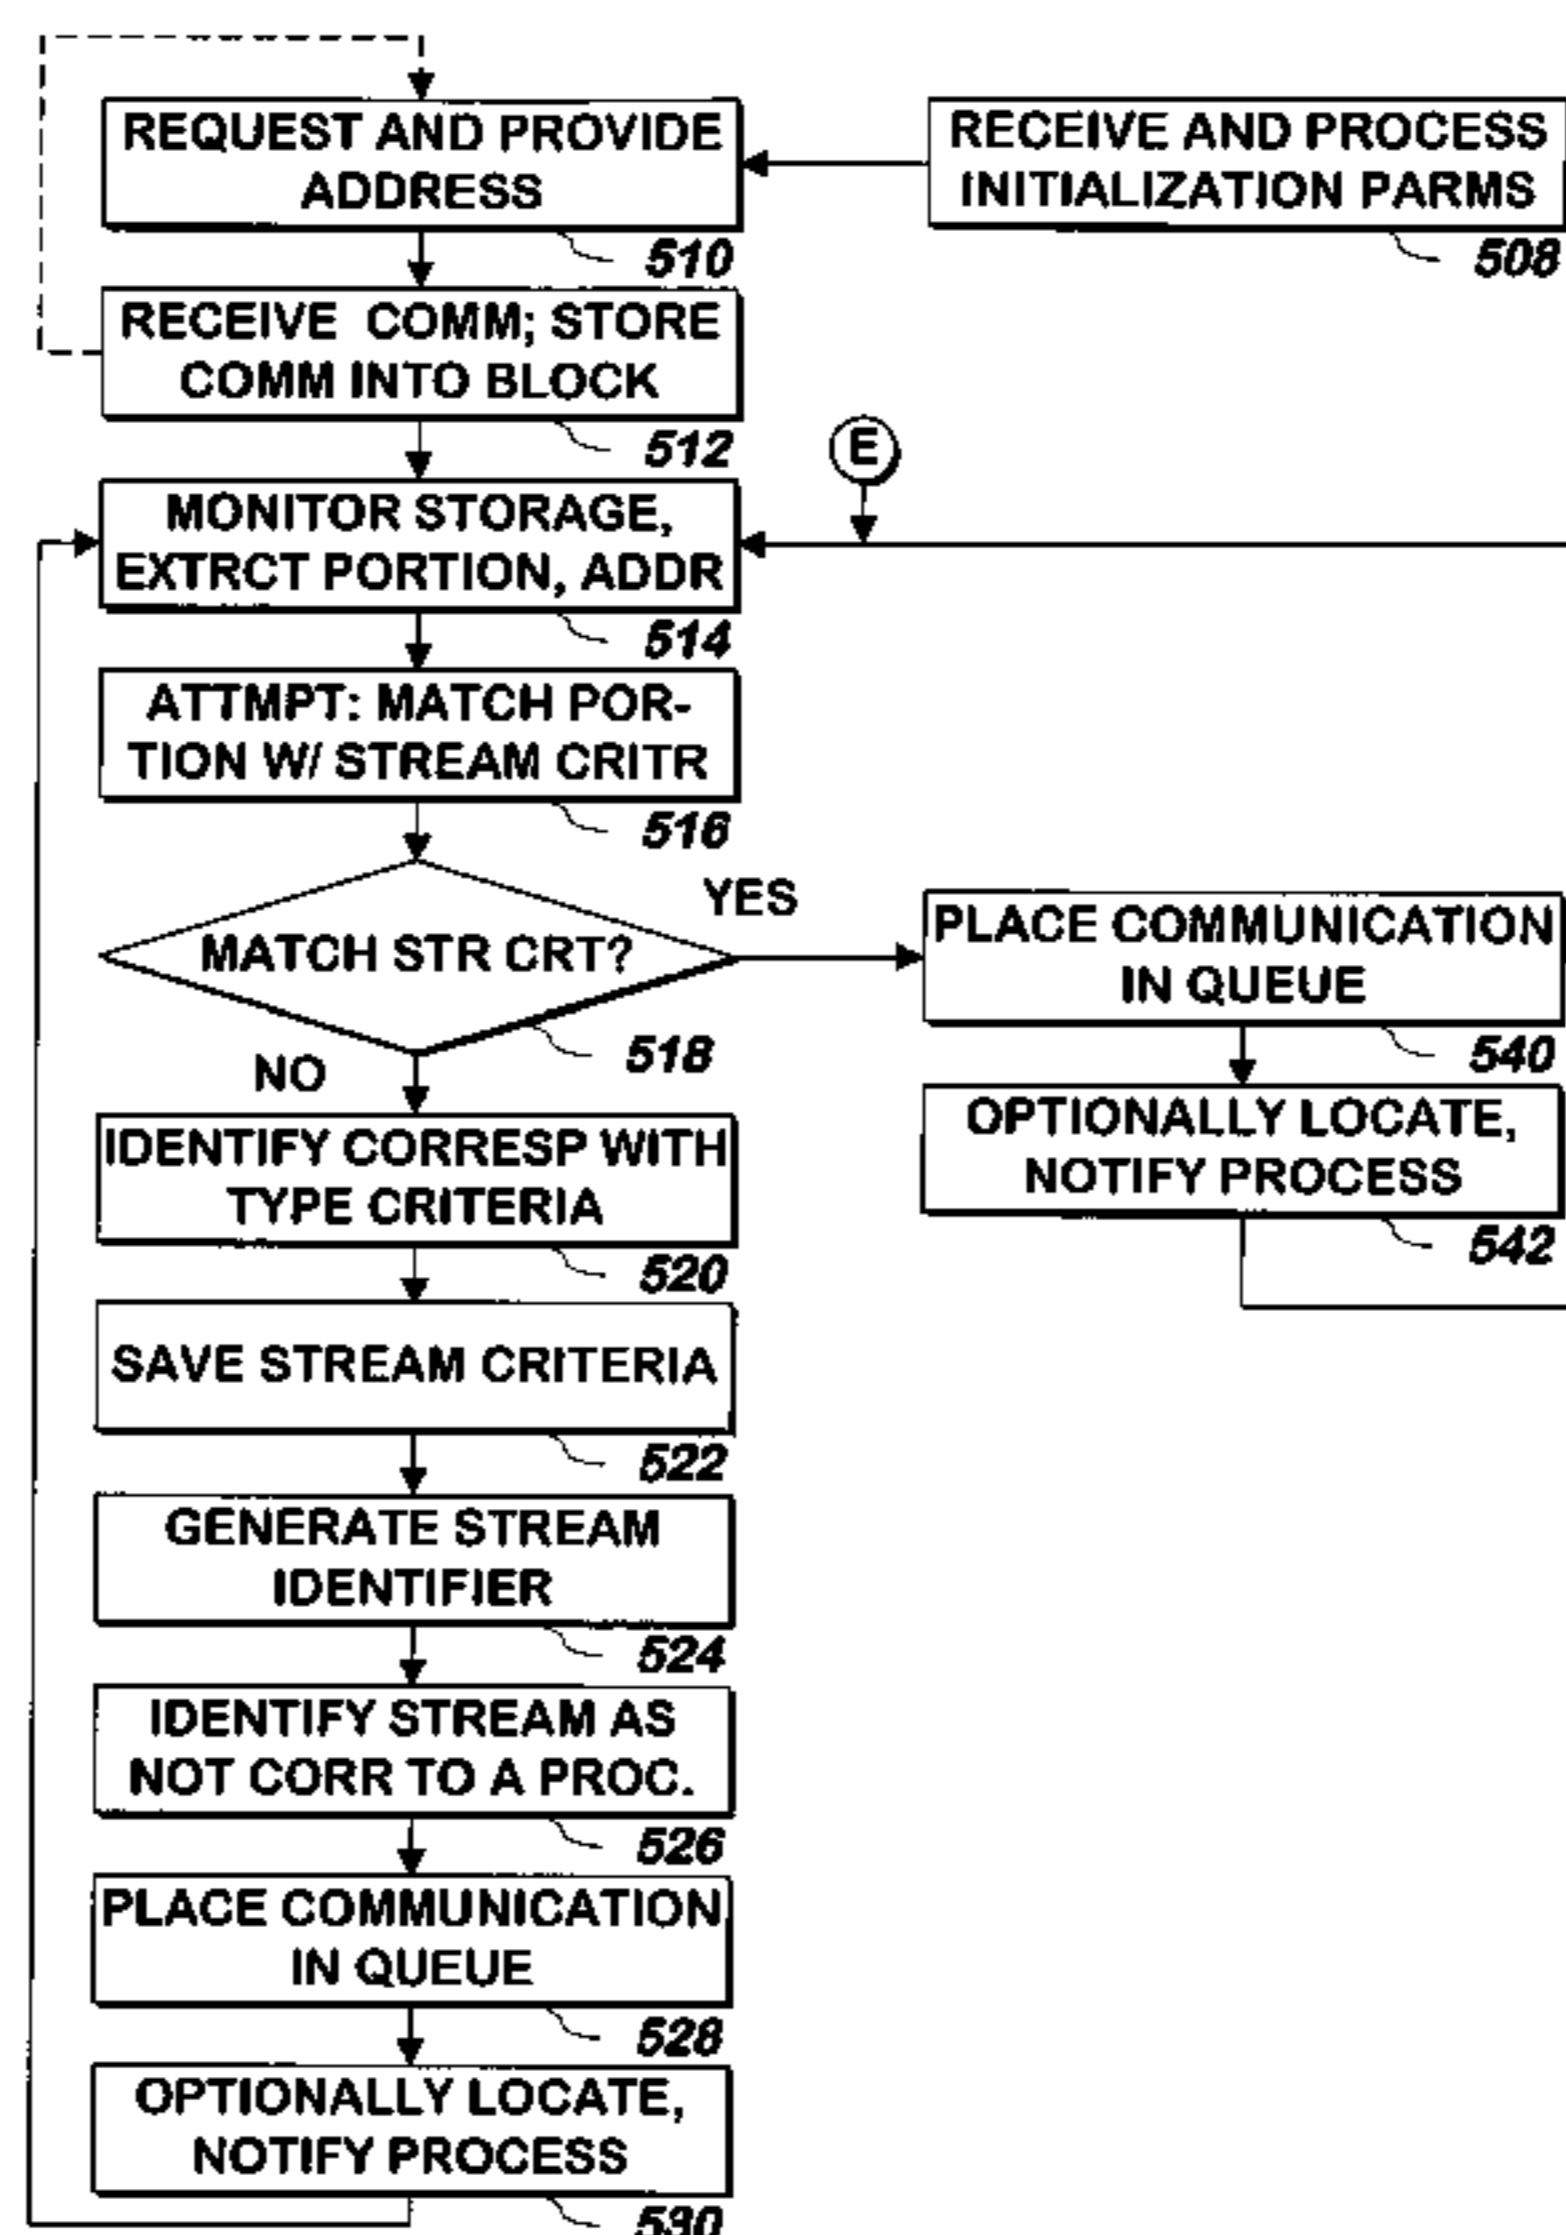 REQUEST AND PROVIDE
ADDRESS
510
RECEIVE AND PROCESS
INITIALIZATION PARMS
508
RECEIVE COMM; STORE
COMM INTO BLOCK
512
E
MONITOR STORAGE,
EXTRCT PORTION, ADDR
514
ATTMPT: MATCH POR-
TION W/ STREAM CRITR
516
MATCH STR CRT?
518
YES
NO
PLACE COMMUNICATION
IN QUEUE
540
OPTIONALLY LOCATE,
NOTIFY PROCESS
542
IDENTIFY CORRESP WITH
TYPE CRITERIA
520
SAVE STREAM CRITERIA
522
GENERATE STREAM
IDENTIFIER
524
IDENTIFY STREAM AS
NOT CORR TO A PROC.
526
PLACE COMMUNICATION
IN QUEUE
528
OPTIONALLY LOCATE,
NOTIFY PROCESS
530